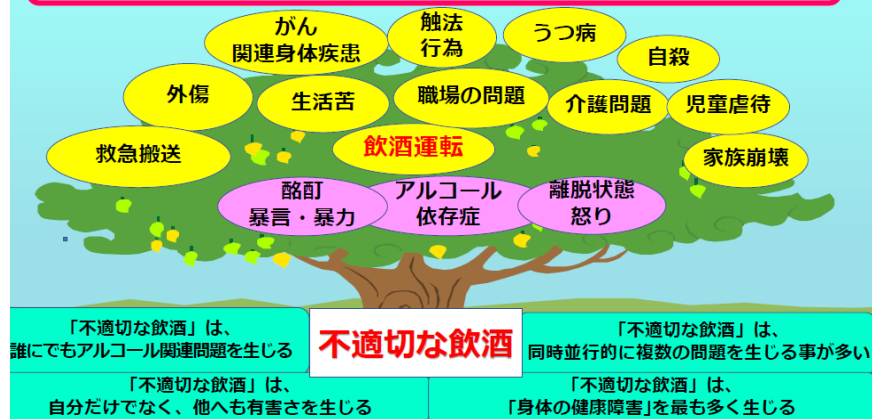 がん
関連身体疾患
触法
行為
うつ病
自殺
外傷
生活苦
職場の問題
介護問題
児童虐待
救急搬送
飲酒運転
家族崩壊
酩酊
暴言・暴力
アルコール
依存症
離脱状態
怒り
「不適切な飲酒」は、
誰にでもアルコール関連問題を生じる
不適切な飲酒
「不適切な飲酒」は、
同時並行的に複数の問題を生じる事が多い
「不適切な飲酒」は、
自分だけでなく、他へも有害さを生じる
「不適切な飲酒」は、
「身体の健康障害」を最も多く生じる